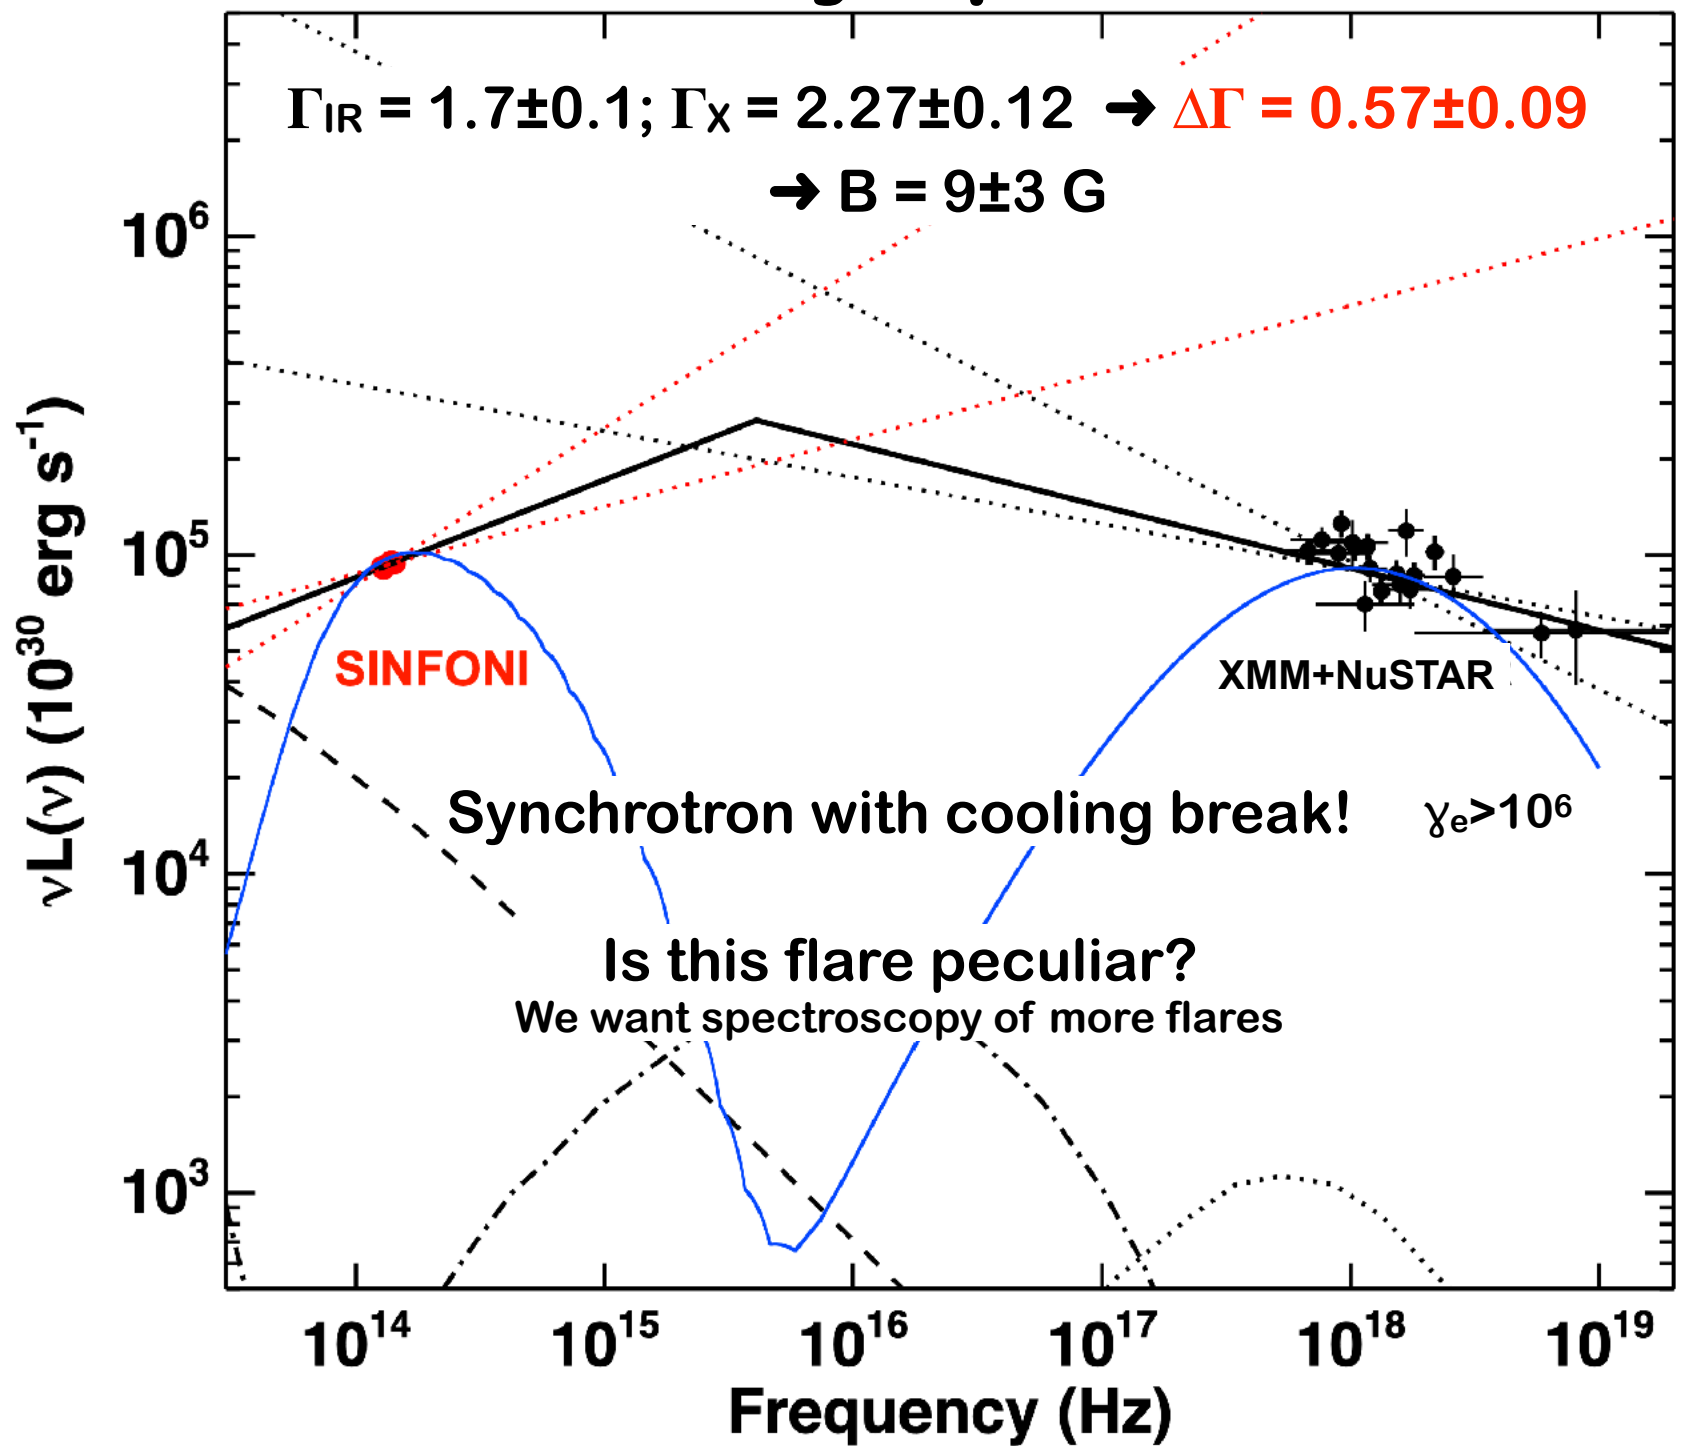 ΓIR = 1.7±0.1; ΓX = 2.27±0.12 ➔ ΔΓ = 0.57±0.09
➔ B = 9±3 G
10⁶
10⁵
10⁴
10³
νL(ν) (10³⁰ erg s⁻¹)
SINFONI
XMM+NuSTAR
Synchrotron with cooling break! γe>10⁶
Is this flare peculiar?
We want spectroscopy of more flares
10¹⁴ 10¹⁵ 10¹⁶ 10¹⁷ 10¹⁸ 10¹⁹
Frequency (Hz)